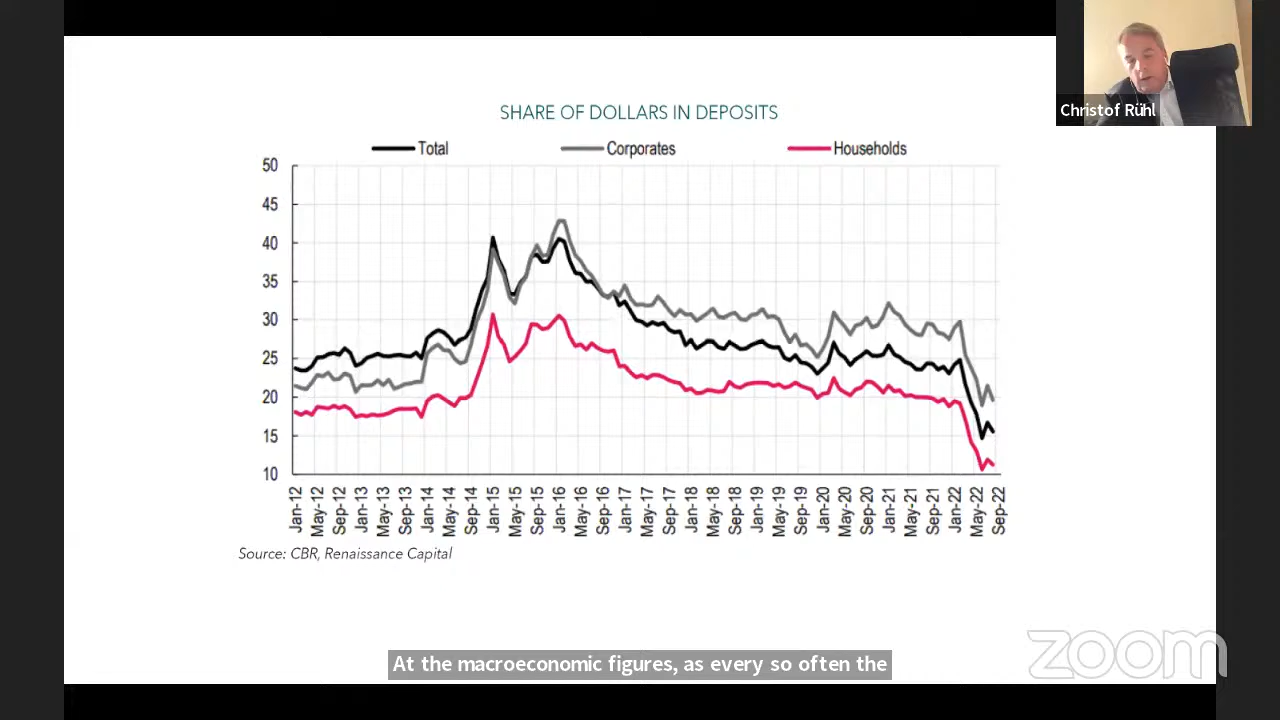 Christof Rühl
SHARE OF DOLLARS IN DEPOSITS
Total Corporates Households
50
45
40
35
30
25
20
15
10
Jan-12 May-12 Sep-12 Jan-13 May-13 Sep-13 Jan-14 May-14 Sep-14 Jan-15 May-15 Sep-15 Jan-16 May-16 Sep-16 Jan-17 May-17 Sep-17 Jan-18 May-18 Sep-18 Jan-19 May-19 Sep-19 Jan-20 May-20 Sep-20 Jan-21 May-21 Sep-21 Jan-22 May-22 Sep-22
Source: CBR, Renaissance Capital
At the macroeconomic figures, as every so often the
zoom